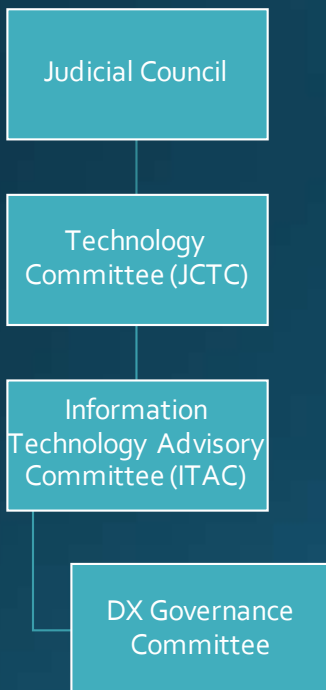 Judicial Council
Technology
Committee (JCTC)
Information
Technology Advisory
Committee (ITAC)
DX Governance
Committee